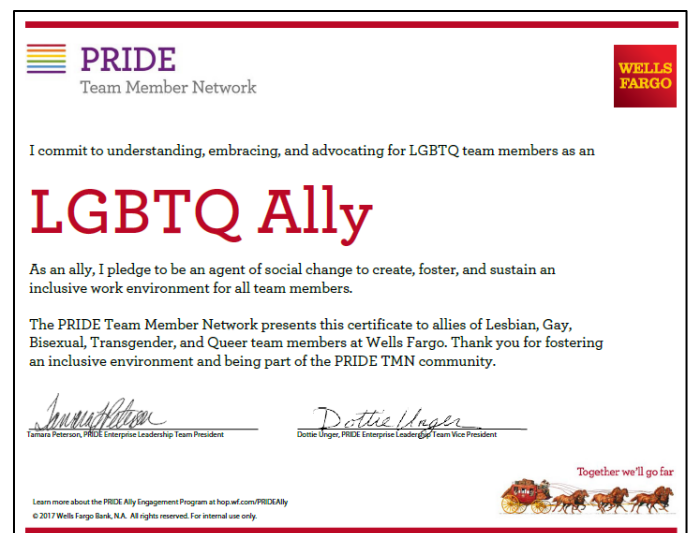 PRIDE
Team Member Network
WELLS
FARGO
I commit to understanding, embracing, and advocating for LGBTQ team members as an
LGBTQ Ally
As an ally, I pledge to be an agent of social change to create, foster, and sustain an
inclusive work environment for all team members.
The PRIDE Team Member Network presents this certificate to allies of Lesbian, Gay,
Bisexual, Transgender, and Queer team members at Wells Fargo. Thank you for fostering
an inclusive environment and being part of the PRIDE TMN community.
Tamara Peterson
Dottie Unger
Tamara Peterson, PRIDE Enterprise Leadership Team President
Dottie Unger, PRIDE Enterprise Leadership Team Vice President
Together we'll go far
Learn more about the PRIDE Ally Engagement Program at hop.wf.com/PRIDEAlly
© 2017 Wells Fargo Bank, N.A. All rights reserved. For internal use only.